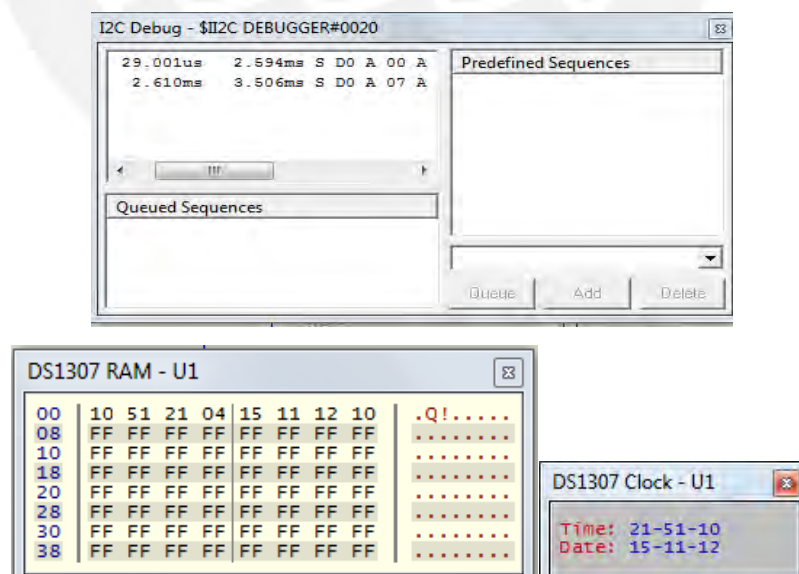 I2C Debug - $II2C DEBUGGER#0020
29.001us 2.594ms S D0 A 00 A
2.610ms 3.506ms S D0 A 07 A
Queued Sequences
Predefined Sequences
Queue Add Delete
DS1307 RAM - U1
00 10 51 21 04 15 11 12 10 .Q!.....
08 FF FF FF FF FF FF FF FF ........
10 FF FF FF FF FF FF FF FF ........
18 FF FF FF FF FF FF FF FF ........
20 FF FF FF FF FF FF FF FF ........
28 FF FF FF FF FF FF FF FF ........
30 FF FF FF FF FF FF FF FF ........
38 FF FF FF FF FF FF FF FF ........
DS1307 Clock - U1
Time: 21-51-10
Date: 15-11-12